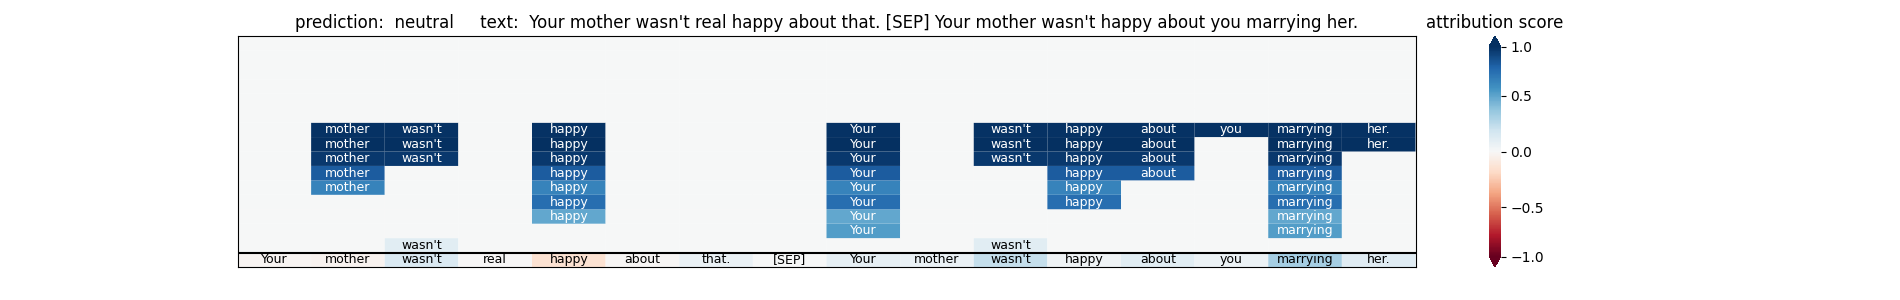 prediction:  neutral     text:  Your mother wasn't real happy about that. [SEP] Your mother wasn't happy about you marrying her.
attribution score
mother wasn't happy Your wasn't happy about you marrying her.
mother wasn't happy Your wasn't happy about marrying her.
mother wasn't happy Your wasn't happy about marrying
mother happy Your happy about marrying
mother happy Your happy marrying
happy Your happy marrying
happy Your marrying
Your marrying
wasn't wasn't
Your mother wasn't real happy about that. [SEP] Your mother wasn't happy about you marrying her.
1.0
0.5
0.0
−0.5
−1.0